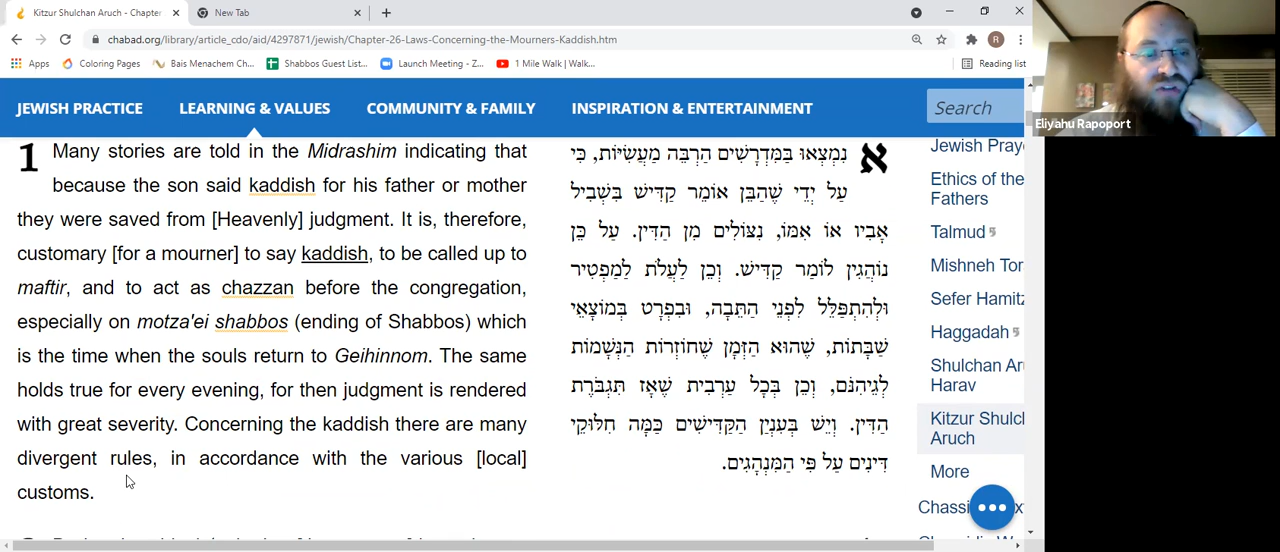 Kitzur Shulchan Aruch - Chapter
New Tab
chabad.org/library/article_cdo/aid/4297871/jewish/Chapter-26-Laws-Concerning-the-Mourners-Kaddish.htm
R
Apps
Coloring Pages
Bais Menachem Ch...
Shabbos Guest List...
Launch Meeting - Z...
1 Mile Walk | Walk...
Reading list
JEWISH PRACTICE
LEARNING & VALUES
COMMUNITY & FAMILY
INSPIRATION & ENTERTAINMENT
Search
Eliyahu Rapoport
1 Many stories are told in the Midrashim indicating that
because the son said kaddish for his father or mother
they were saved from [Heavenly] judgment. It is, therefore,
customary [for a mourner] to say kaddish, to be called up to
maftir, and to act as chazzan before the congregation,
especially on motza'ei shabbos (ending of Shabbos) which
is the time when the souls return to Geihinnom. The same
holds true for every evening, for then judgment is rendered
with great severity. Concerning the kaddish there are many
divergent rules, in accordance with the various [local]
customs.
א נִמְצְאוּ בַּמִּדְרָשִׁים הַרְבֵּה מַעֲשִׂיּוֹת, כִּי
עַל יְדֵי שֶׁהַבֵּן אוֹמֵר קַדִּישׁ בִּשְׁבִיל
אָבִיו אוֹ אִמּוֹ, נִצּוֹלִים מִן הַדִּין. עַל כֵּן
נוֹהֲגִין לוֹמַר קַדִּישׁ. וְכֵן לַעֲלֹת לַמַּפְטִיר
וּלְהִתְפַּלֵּל לִפְנֵי הַתֵּבָה, וּבִפְרָט בְּמוֹצָאֵי
שַׁבָּתוֹת, שֶׁהוּא הַזְּמַן שֶׁחוֹזְרוֹת הַנְּשָׁמוֹת
לְגֵיהִנֹּם, וְכֵן בְּכָל עַרְבִית שֶׁאָז תִּגְבֹּרֶת
הַדִּין. וְיֵשׁ בְּעִנְיַן הַקַּדִּישִׁים כַּמָּה חִלּוּקֵי
דִּינִים עַל פִּי הַמִּנְהָגִים.
Jewish Praye
Ethics of the
Fathers
Talmud
Mishneh Tor
Sefer Hamitz
Haggadah
Shulchan Aru
Harav
Kitzur Shulch
Aruch
More
Chass